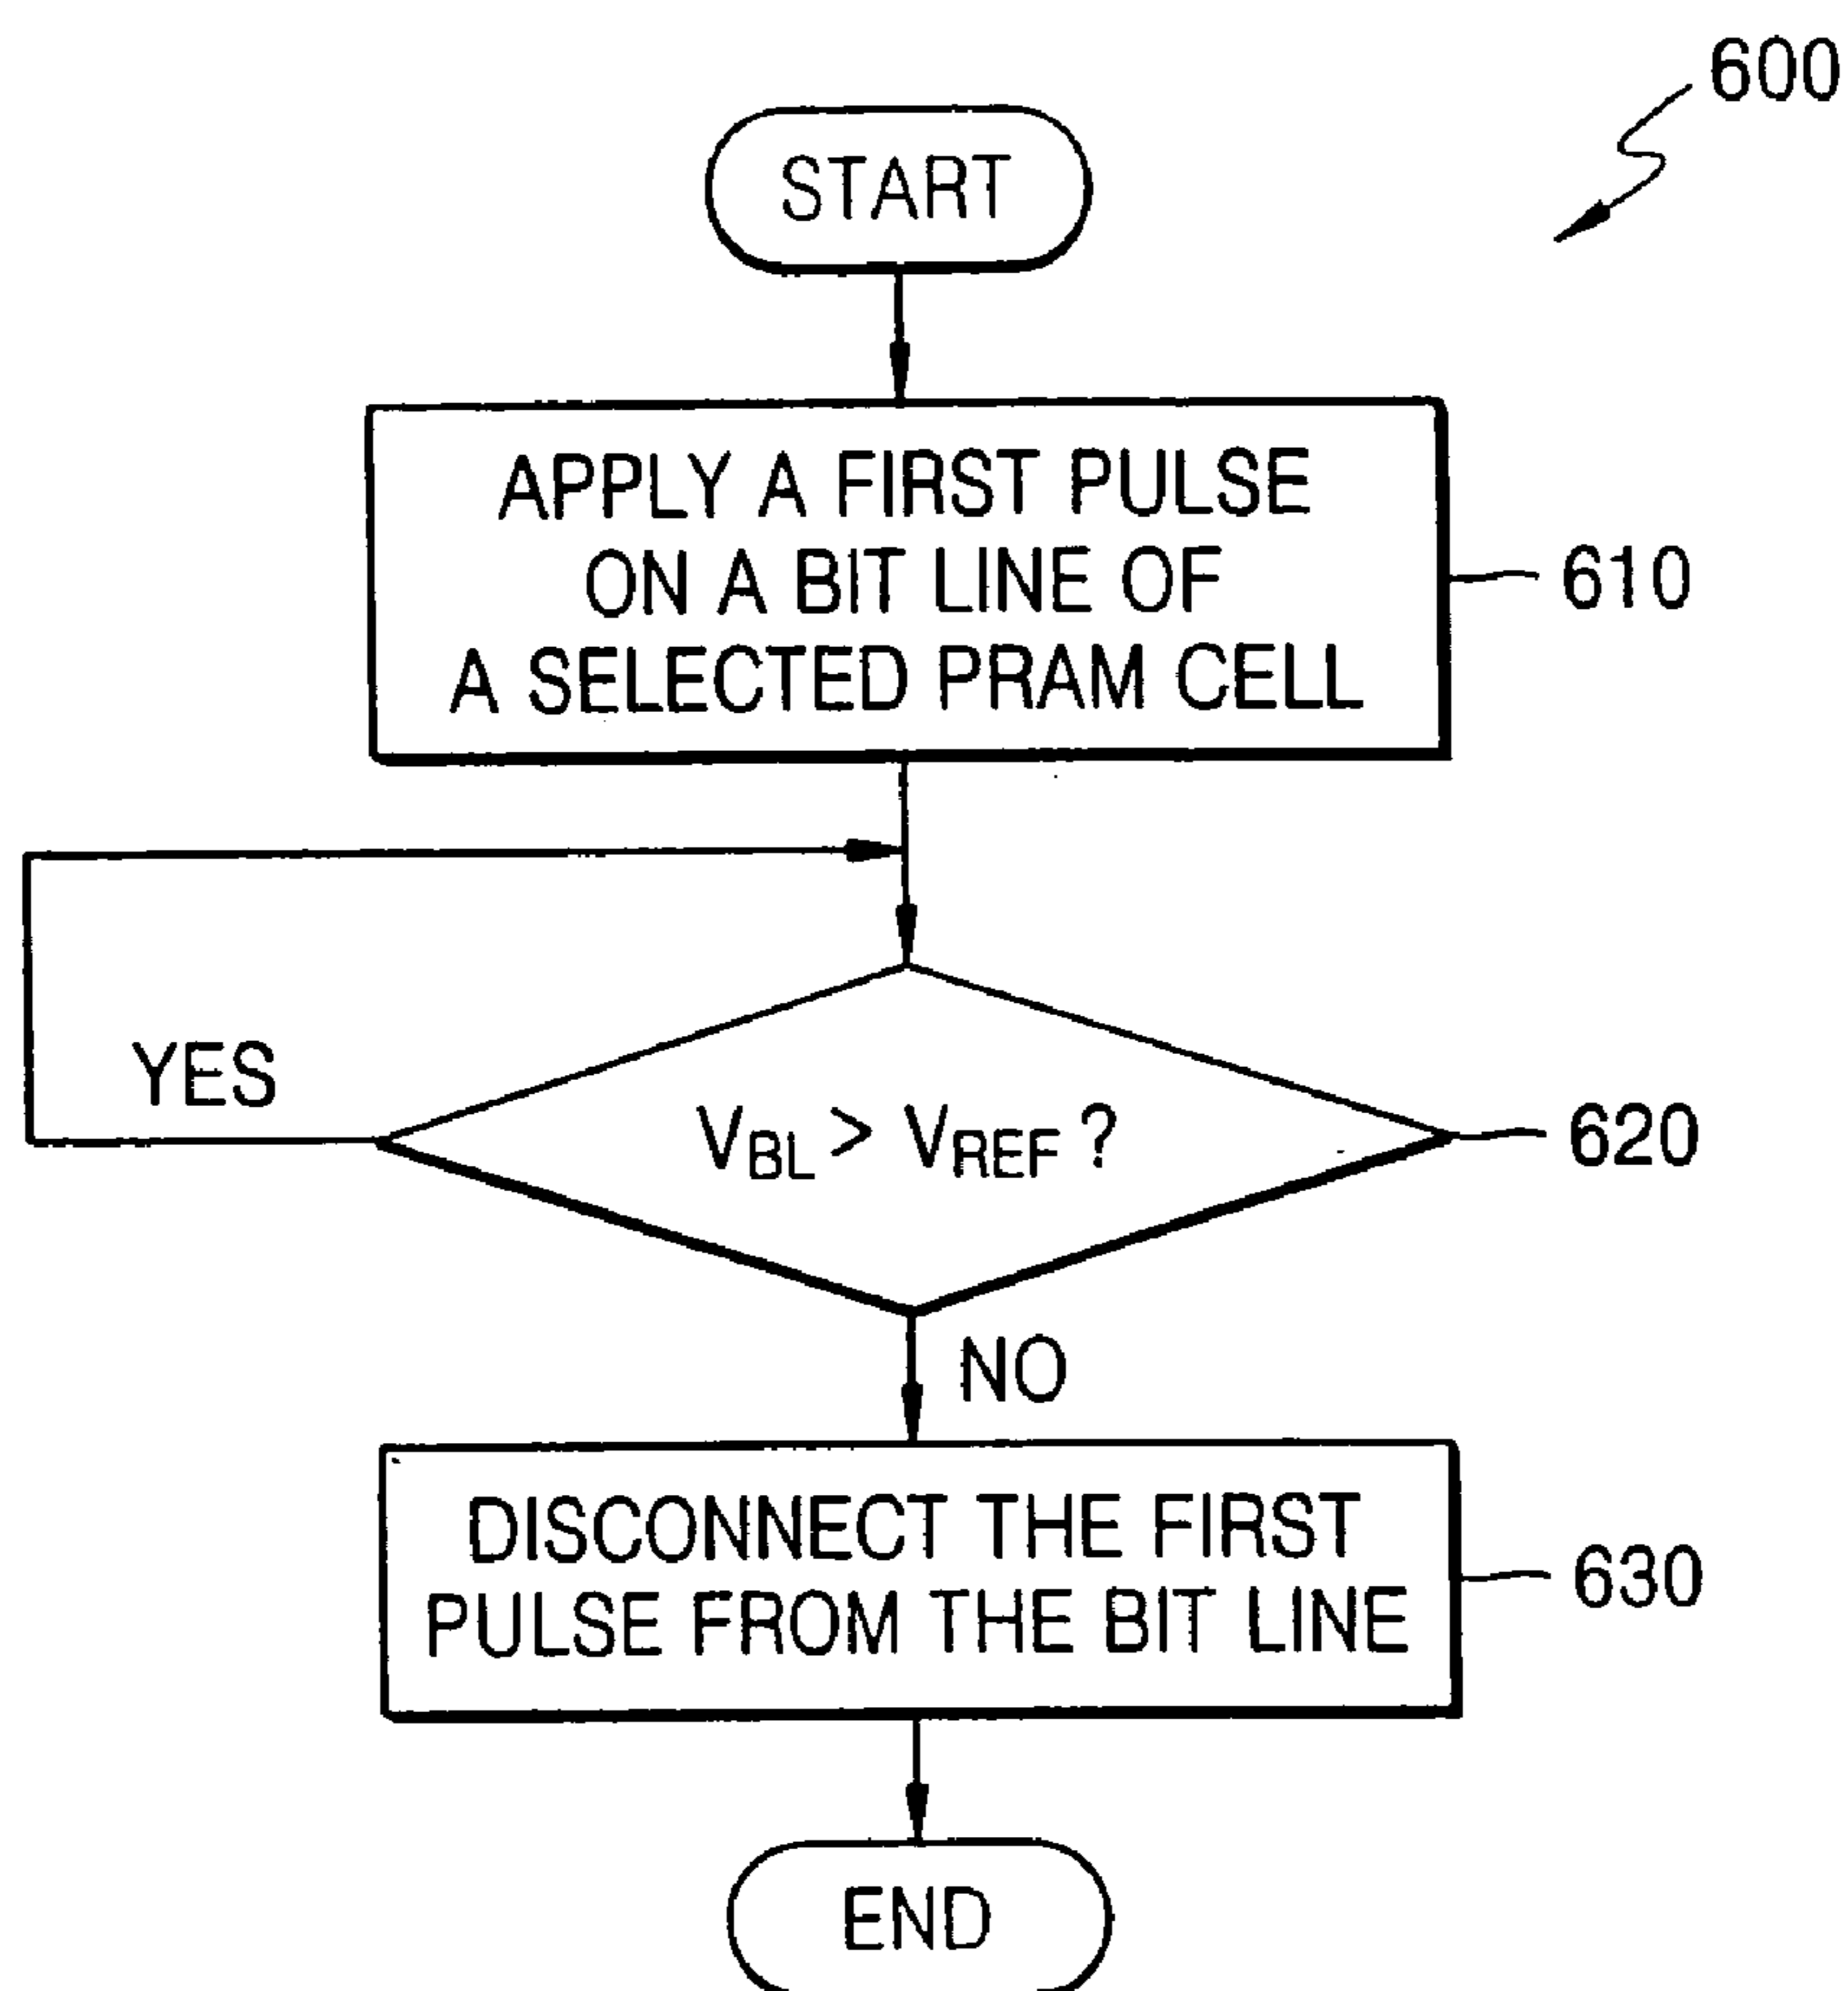 600
START
APPLY A FIRST PULSE
ON A BIT LINE OF
A SELECTED PRAM CELL
610
YES
VBL > VREF ?
620
NO
DISCONNECT THE FIRST
PULSE FROM THE BIT LINE
630
END